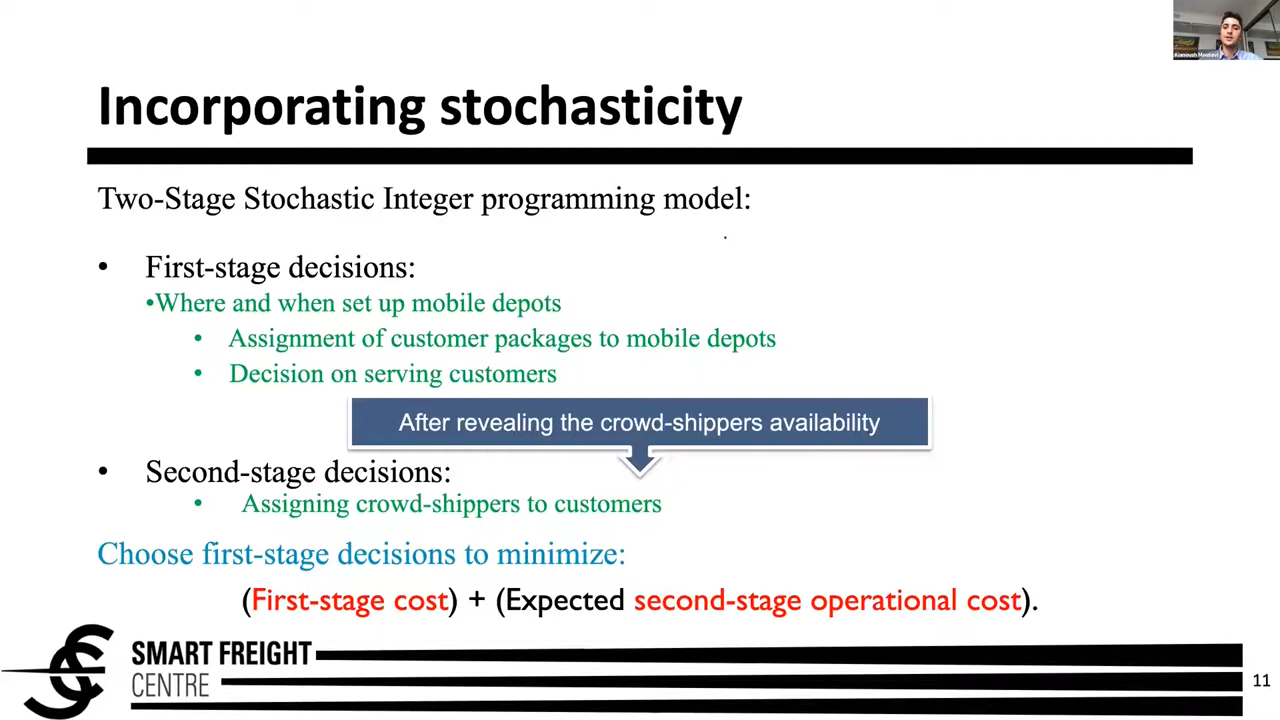 Incorporating stochasticity
Two-Stage Stochastic Integer programming model:
• First-stage decisions:
•Where and when set up mobile depots
• Assignment of customer packages to mobile depots
• Decision on serving customers
After revealing the crowd-shippers availability
• Second-stage decisions:
• Assigning crowd-shippers to customers
Choose first-stage decisions to minimize:
(First-stage cost) + (Expected second-stage operational cost).
SMART FREIGHT
CENTRE
11